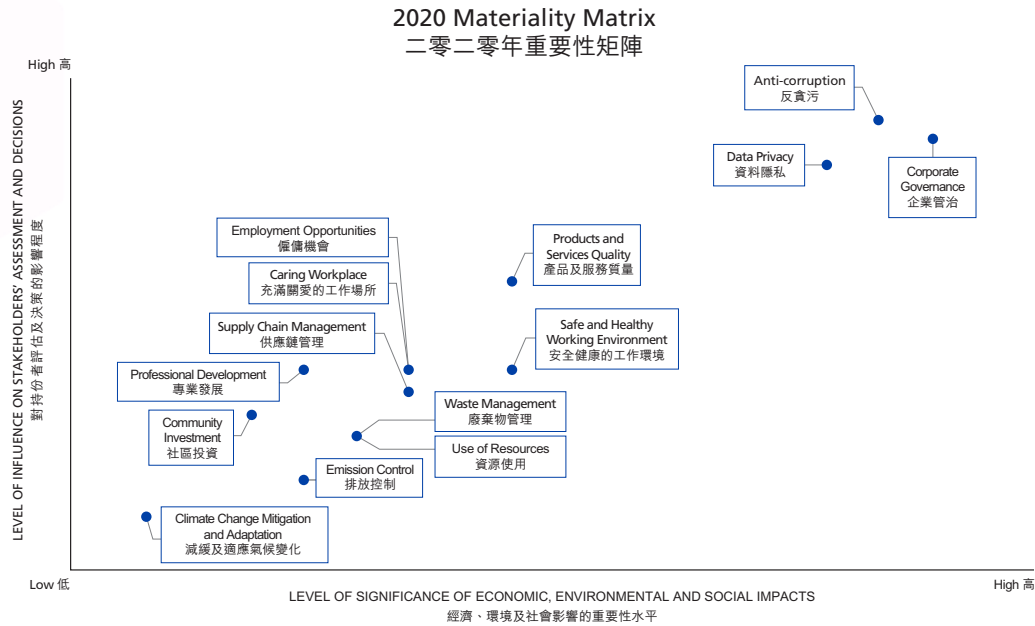 2020 Materiality Matrix
二零二零年重要性矩陣
High 高
LEVEL OF INFLUENCE ON STAKEHOLDERS' ASSESSMENT AND DECISIONS
對持份者評估及決策的影響程度
Anti-corruption
反貪污
Data Privacy
資料隱私
Corporate
Governance
企業管治
Employment Opportunities
僱傭機會
Caring Workplace
充滿關愛的工作場所
Supply Chain Management
供應鏈管理
Products and
Services Quality
產品及服務質量
Safe and Healthy
Working Environment
安全健康的工作環境
Professional Development
專業發展
Community
Investment
社區投資
Waste Management
廢棄物管理
Use of Resources
資源使用
Emission Control
排放控制
Climate Change Mitigation
and Adaptation
減緩及適應氣候變化
Low 低
High 高
LEVEL OF SIGNIFICANCE OF ECONOMIC, ENVIRONMENTAL AND SOCIAL IMPACTS
經濟、環境及社會影響的重要性水平